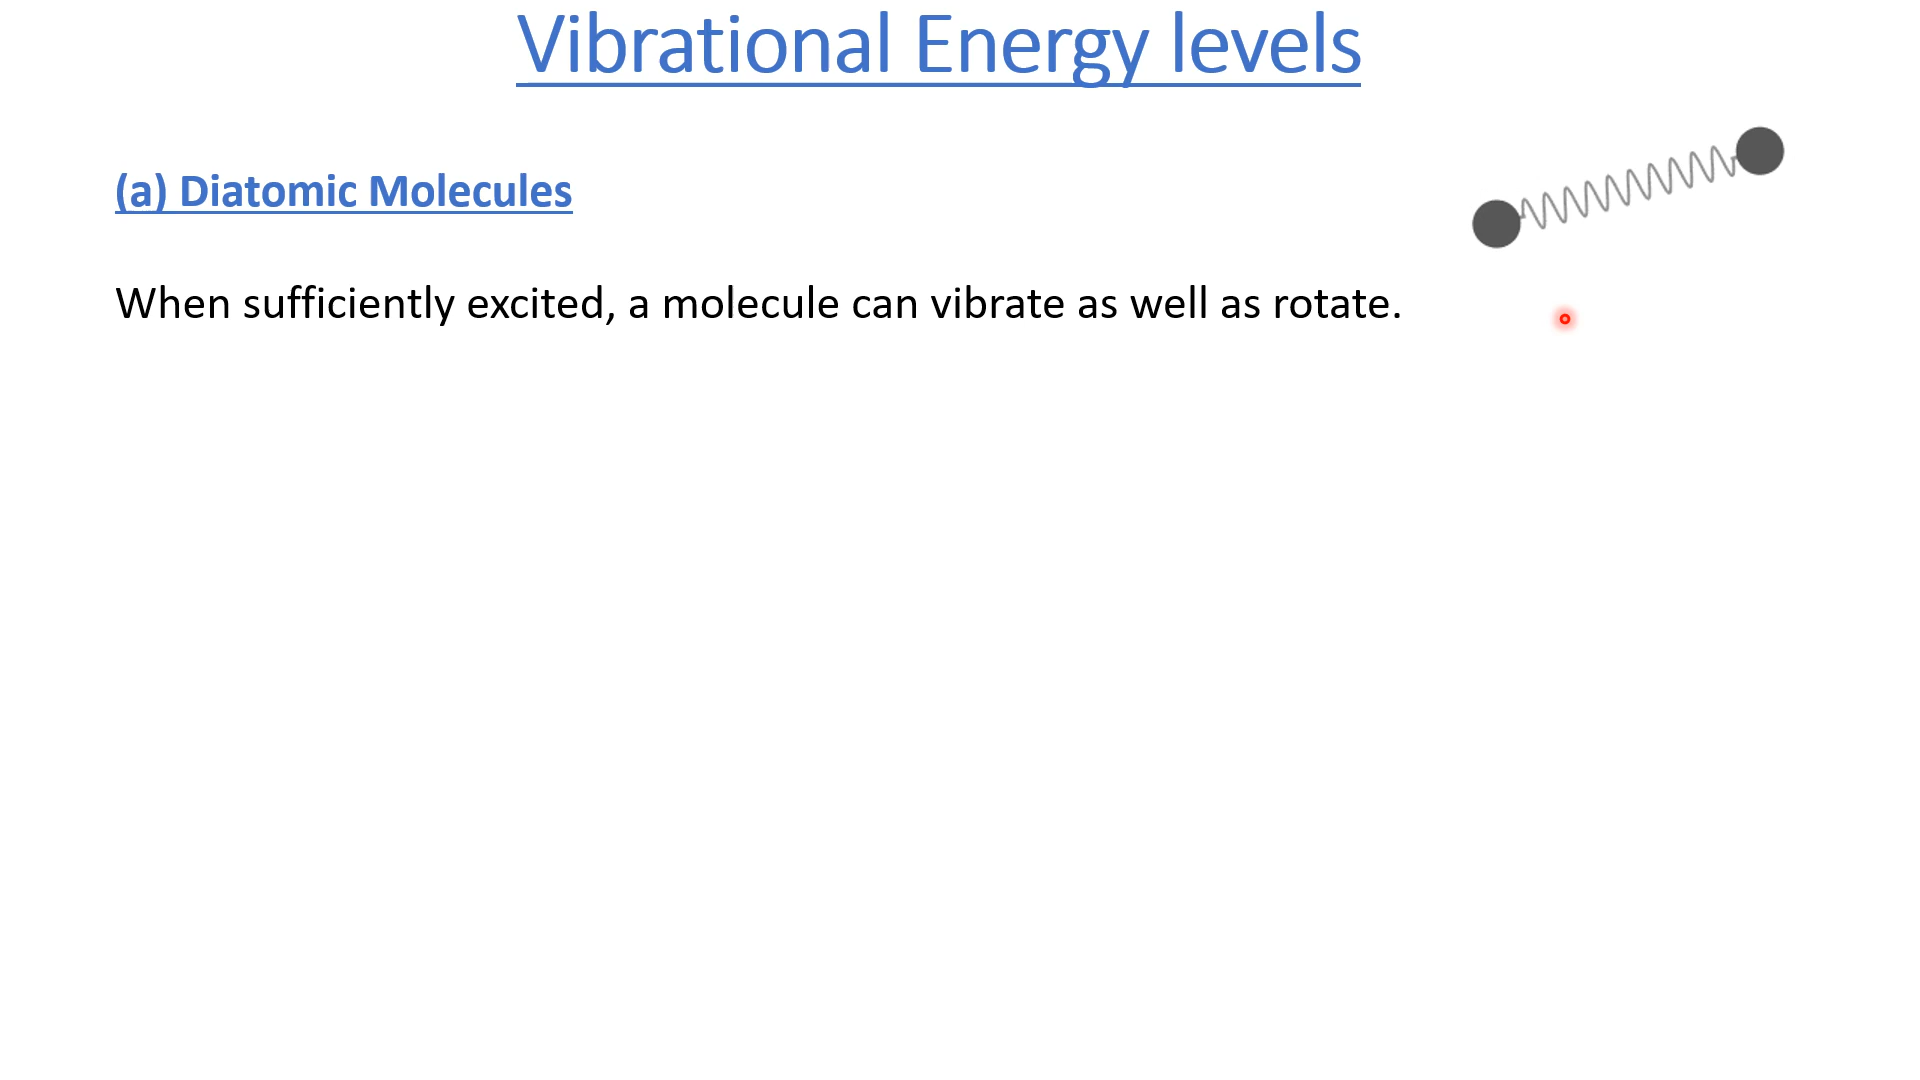 Vibrational Energy levels
(a) Diatomic Molecules
When sufficiently excited, a molecule can vibrate as well as rotate.